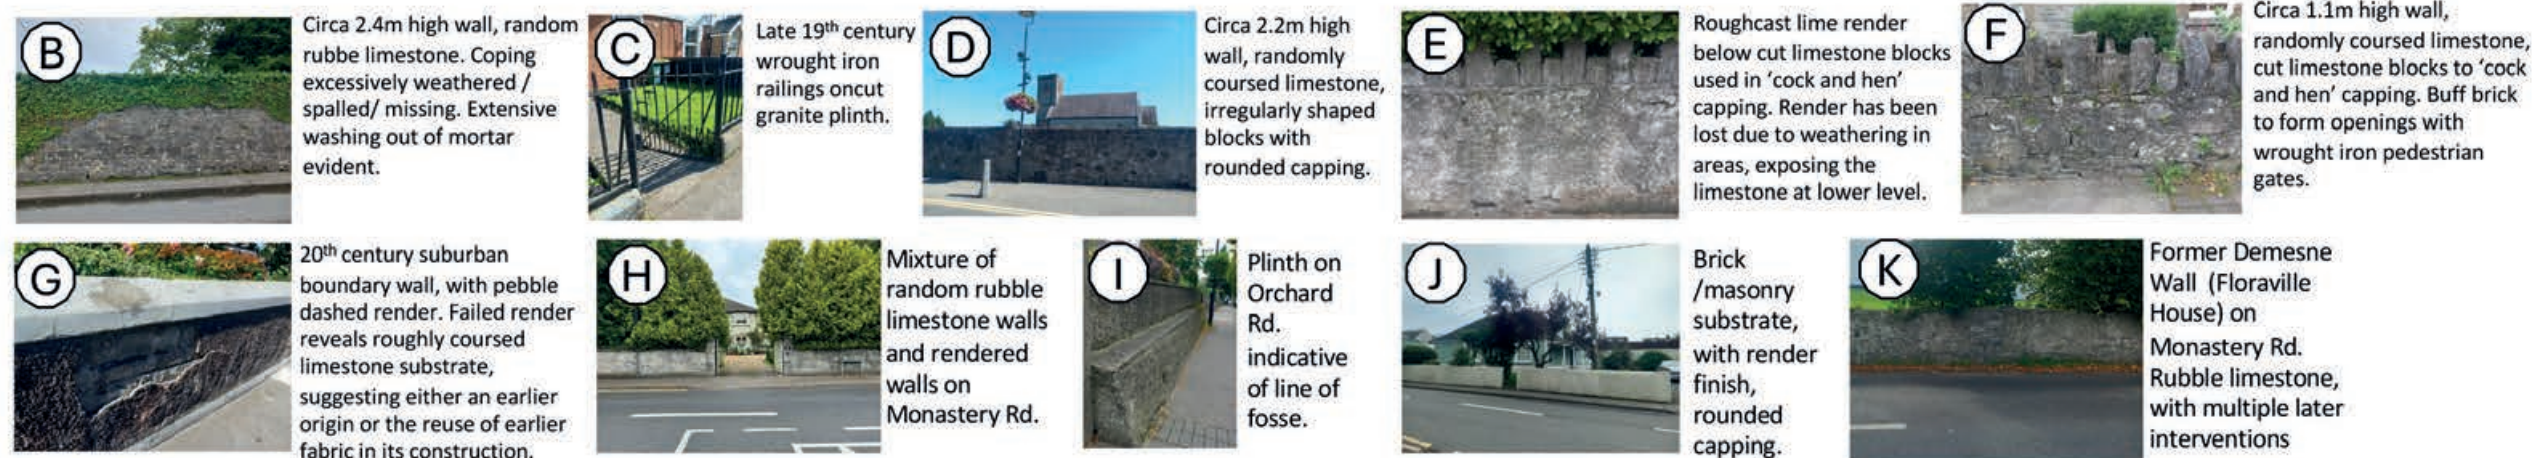 B
Circa 2.4m high wall, random
rubbe limestone. Coping
excessively weathered /
spalled/ missing. Extensive
washing out of mortar
evident.
C
Late 19th century
wrought iron
railings oncut
granite plinth.
D
Circa 2.2m high
wall, randomly
coursed limestone,
irregularly shaped
blocks with
rounded capping.
E
Roughcast lime render
below cut limestone blocks
used in ‘cock and hen’
capping. Render has been
lost due to weathering in
areas, exposing the
limestone at lower level.
F
Circa 1.1m high wall,
randomly coursed limestone,
cut limestone blocks to ‘cock
and hen’ capping. Buff brick
to form openings with
wrought iron pedestrian
gates.
G
20th century suburban
boundary wall, with pebble
dashed render. Failed render
reveals roughly coursed
limestone substrate,
suggesting either an earlier
origin or the reuse of earlier
fabric in its construction.
H
Mixture of
random rubble
limestone walls
and rendered
walls on
Monastery Rd.
I
Plinth on
Orchard
Rd.
indicative
of line of
fosse.
J
Brick
/masonry
substrate,
with render
finish,
rounded
capping.
K
Former Demesne
Wall (Floraville
House) on
Monastery Rd.
Rubble limestone,
with multiple later
interventions